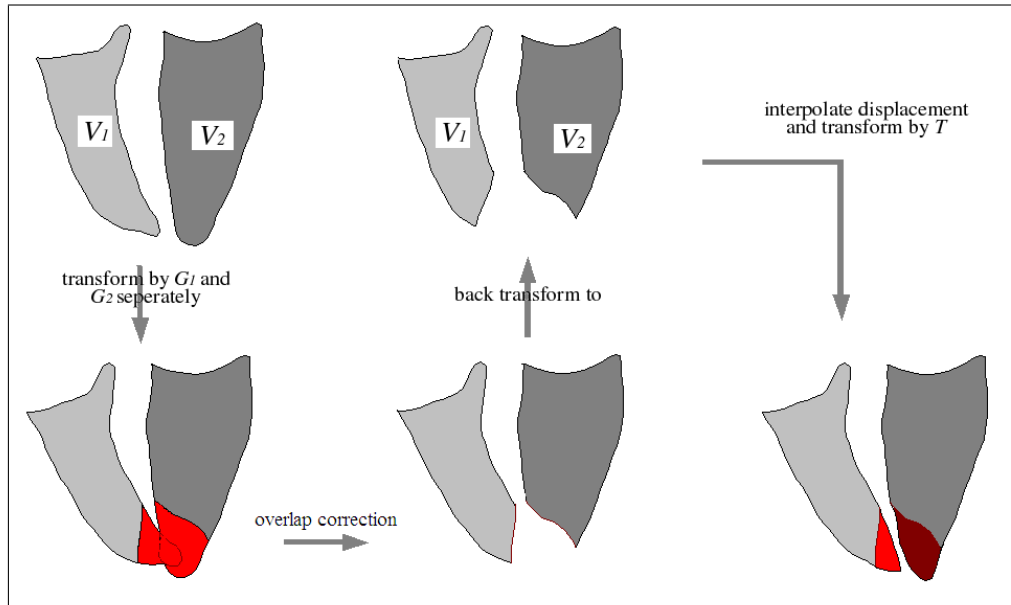 V1
V2
transform by G1 and
G2 seperately
overlap correction
back transform to
V1
V2
interpolate displacement
and transform by T